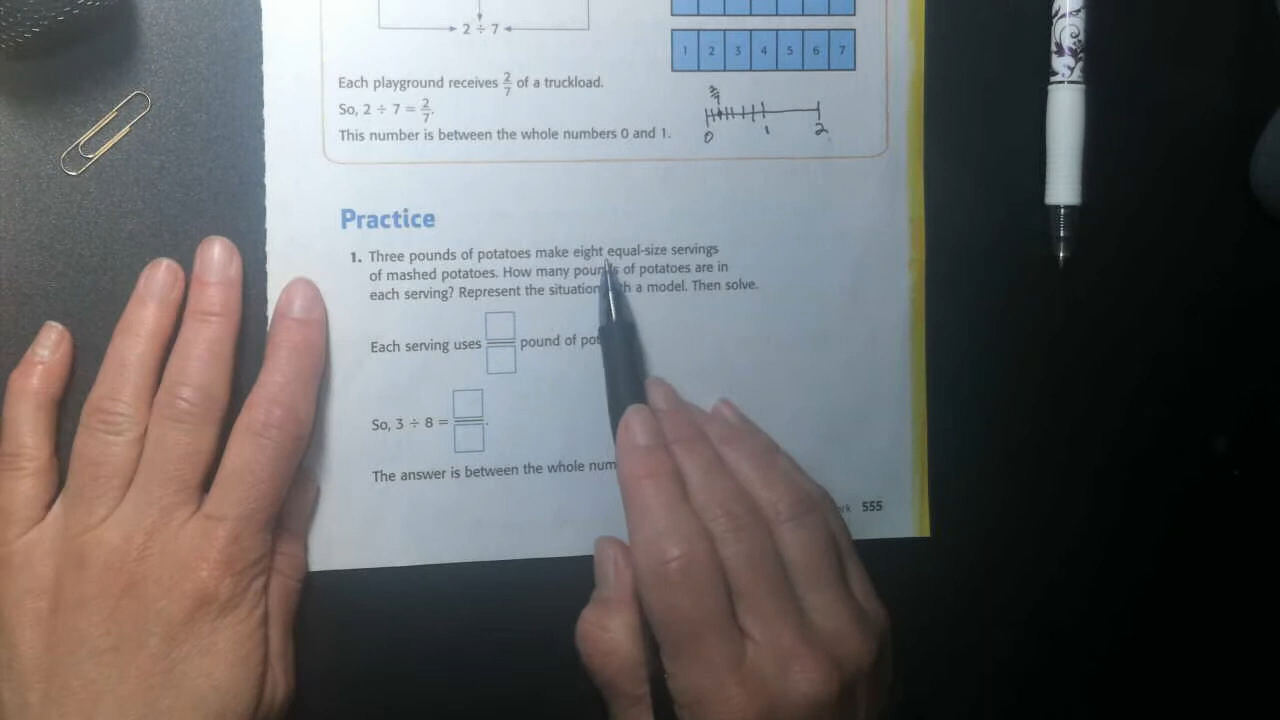 2 ÷ 7
1 2 3 4 5 6 7
Each playground receives 2/7 of a truckload.
So, 2 ÷ 7 = 2/7.
This number is between the whole numbers 0 and 1.
2/7
0 1 2
Practice
1. Three pounds of potatoes make eight equal-size servings
of mashed potatoes. How many pounds of potatoes are in
each serving? Represent the situation a model. Then solve.
Each serving uses pound of
So, 3 ÷ 8 = .
The answer is between the whole
555